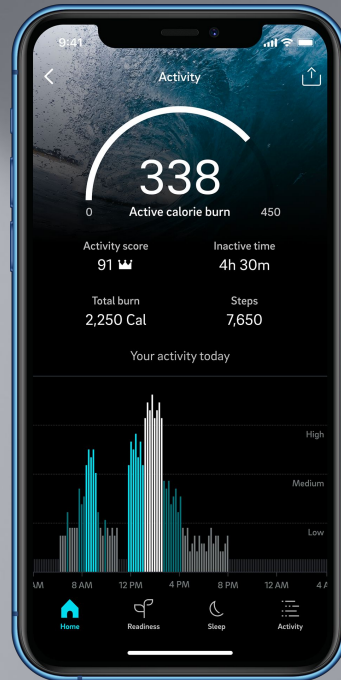 9:41
Activity
338
0 Active calorie burn 450
Activity score Inactive time
91 4h 30m
Total burn Steps
2,250 Cal 7,650
Your activity today
High
Medium
Low
8 AM 12 PM 4 PM 8 PM 12 AM
Home Readiness Sleep Activity